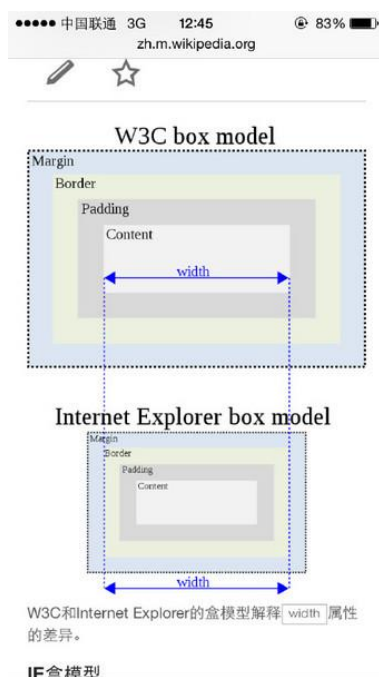 中国联通 3G 12:45 83%
zh.m.wikipedia.org
W3C box model
Margin
Border
Padding
Content
width
Internet Explorer box model
Margin
Border
Padding
Content
width
W3C和Internet Explorer的盒模型解释 width 属性
的差异。
IE盒模型